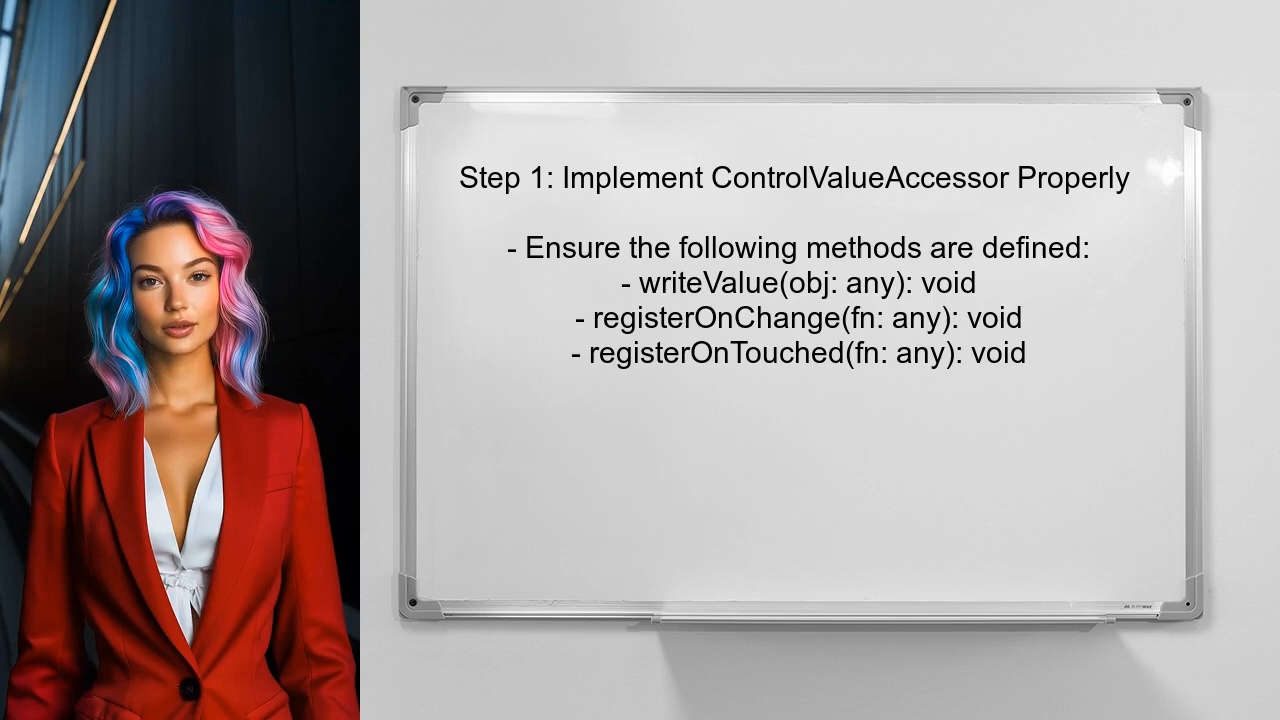 Step 1: Implement ControlValueAccessor Properly
- Ensure the following methods are defined:
- writeValue(obj: any): void
- registerOnChange(fn: any): void
- registerOnTouched(fn: any): void